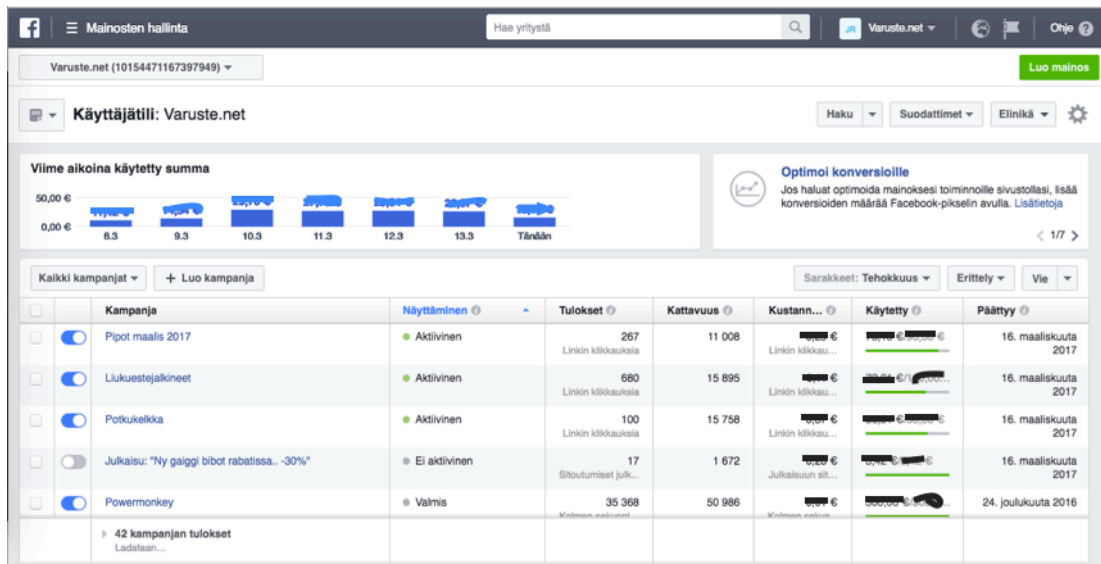 f Mainosten hallinta Hae yritystä JR Varuste.net Ohje
Varuste.net (10154471167397949) Luo mainos
Käyttäjätili: Varuste.net Haku Suodattimet Elinikä
Viime aikoina käytetty summa
50,00 €
0,00 €
8.3 9.3 10.3 11.3 12.3 13.3 Tänään
Optimoi konversioille
Jos haluat optimoida mainoksesi toiminnoille sivustollasi, lisää
konversioiden määrää Facebook-pikselin avulla. Lisätietoja
1/7
Kaikki kampanjat + Luo kampanja Sarakkeet: Tehokkuus Erittely Vie
Kampanja Näyttäminen Tulokset Kattavuus Kustann... Käytetty Päättyy
Pipot maalis 2017 Aktiivinen 267 11 008 € € € 16. maaliskuuta
Linkin klikkauksia Linkin klikkau... 2017
Liukuestejalkineet Aktiivinen 680 15 895 € €/ 16. maaliskuuta
Linkin klikkauksia Linkin klikkau... 2017
Potkukelkka Aktiivinen 100 15 758 € € € 16. maaliskuuta
Linkin klikkauksia Linkin klikkau... 2017
Julkaisu: "Ny gaiggi bibot rabatissa.. -30%" Ei aktiivinen 17 1 672 € € € 16. maaliskuuta
Sitoutumiset julk... Julkaisuun sit... 2017
Powermonkey Valmis 35 368 50 986 € € 24. joulukuuta 2016
42 kampanjan tulokset
Ladataan...